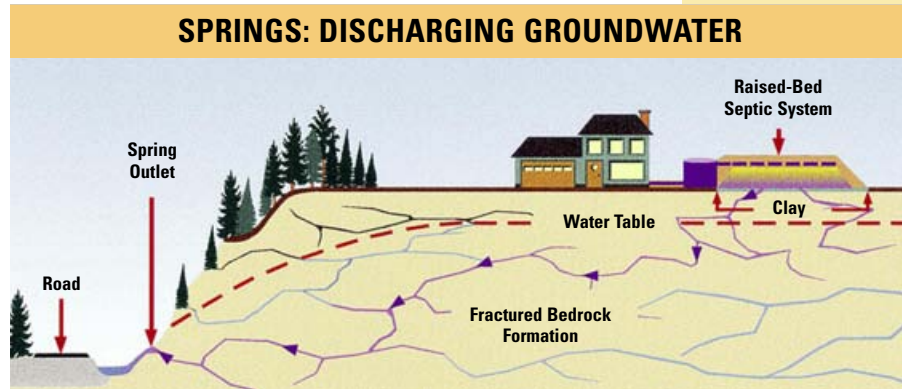 SPRINGS: DISCHARGING GROUNDWATER
Raised-Bed
Septic System
Spring
Outlet
Water Table
Clay
Road
Fractured Bedrock
Formation